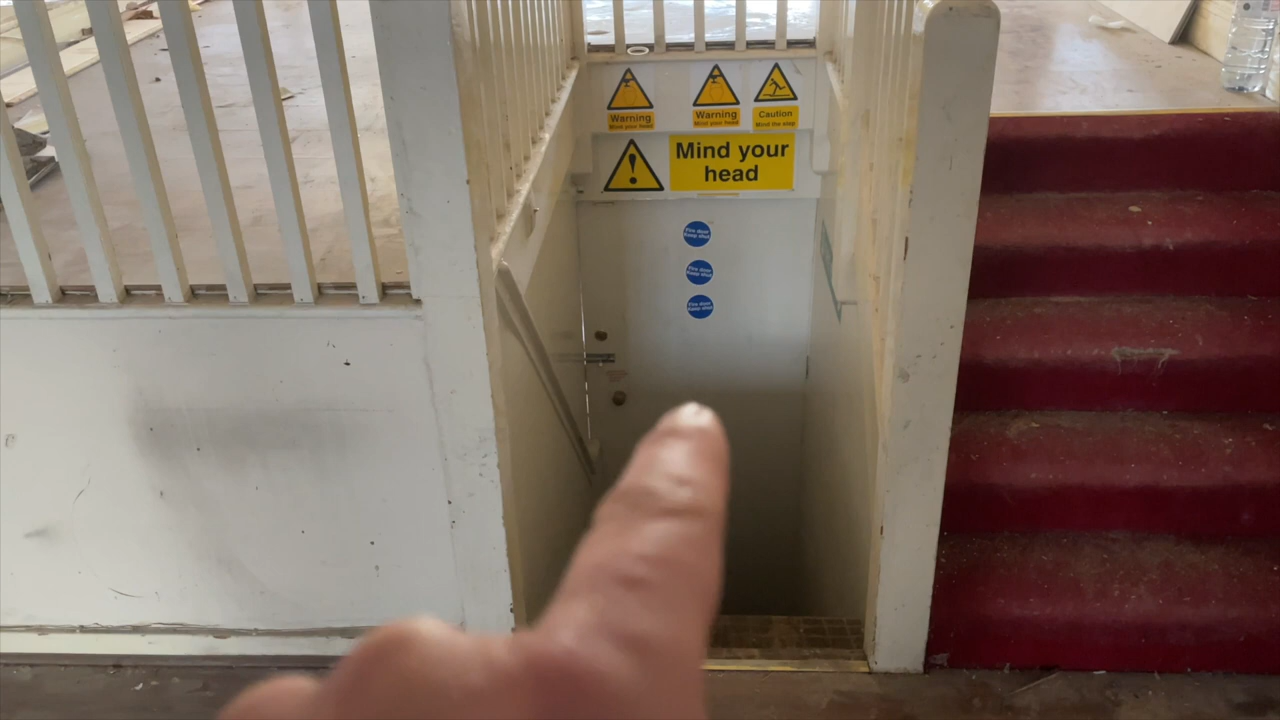 Warning
Mind your head
Warning
Mind your head
Caution
Mind the step
Mind your
head
Fire door
Keep shut
Fire door
Keep shut
Fire door
Keep shut